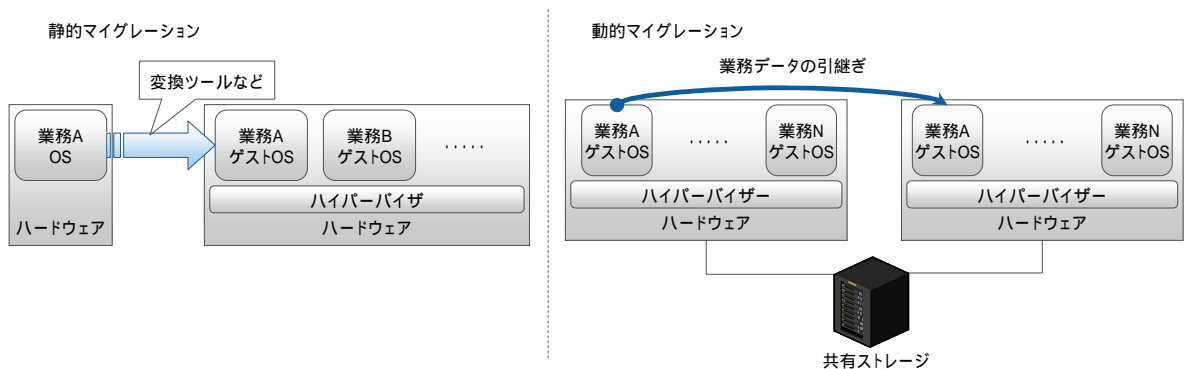 静的マイグレーション
変換ツールなど
業務A
OS
ハードウェア
業務A
ゲストOS
業務B
ゲストOS
.....
ハイパーバイザ
ハードウェア
動的マイグレーション
業務データの引継ぎ
業務A
ゲストOS
.....
業務N
ゲストOS
ハイパーバイザー
ハードウェア
業務A
ゲストOS
.....
業務N
ゲストOS
ハイパーバイザー
ハードウェア
共有ストレージ